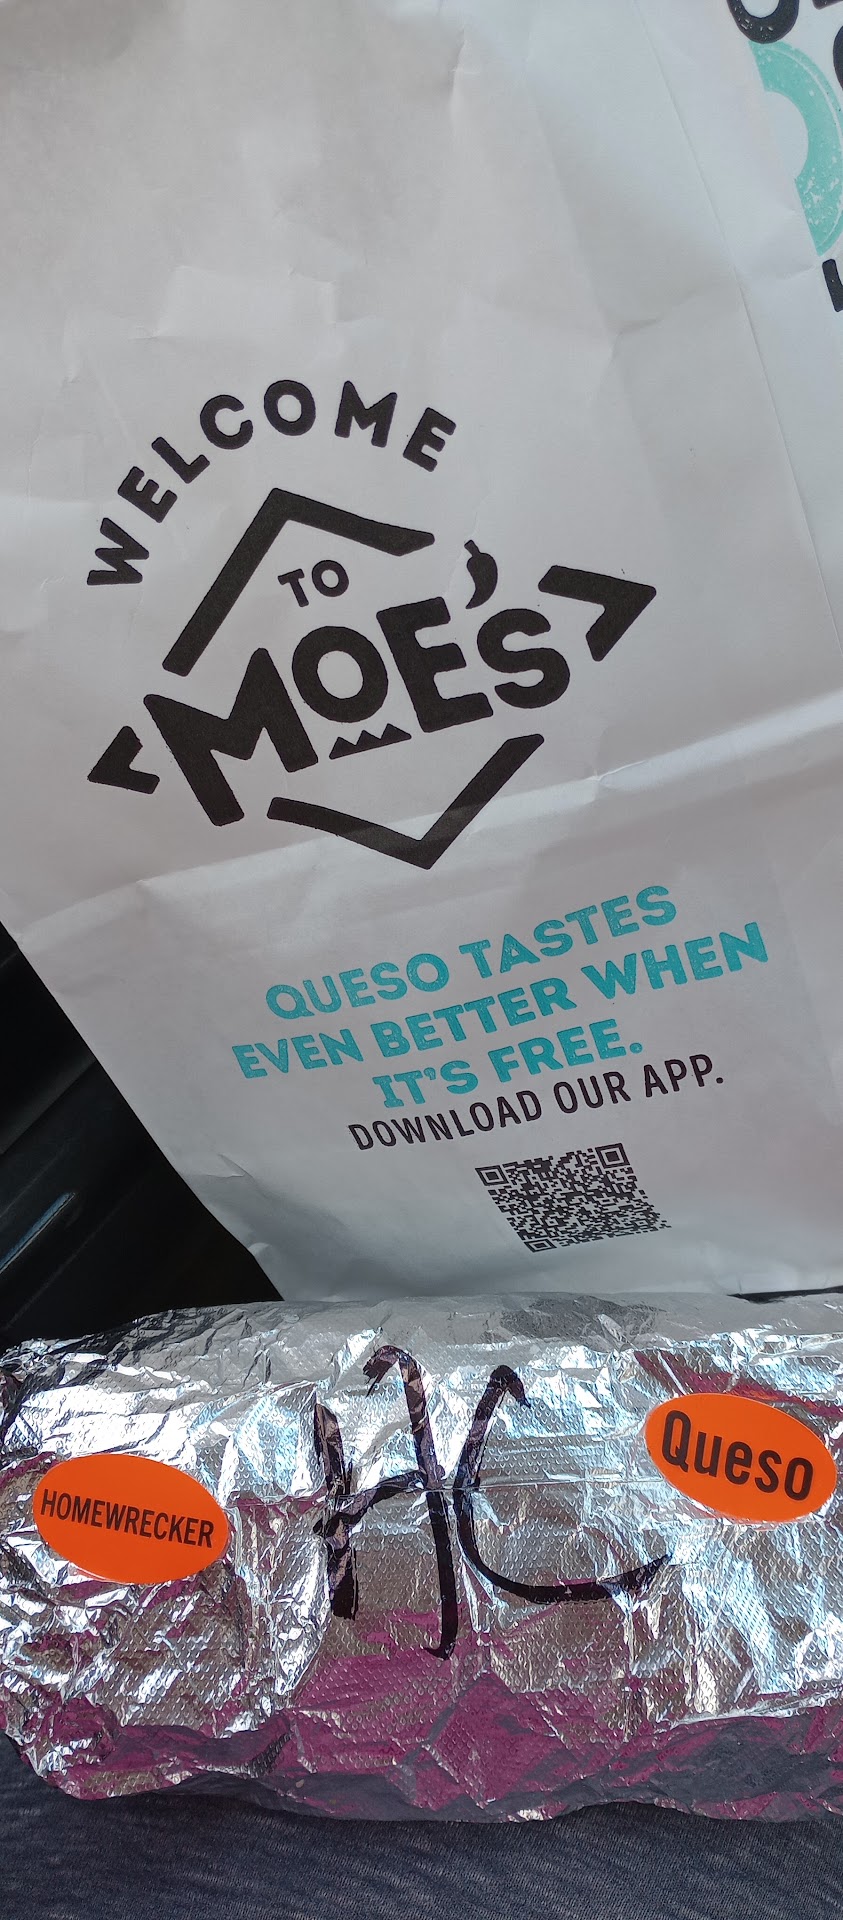 WELCOME
TO
MOE'S
QUESO TASTES
EVEN BETTER WHEN
IT'S FREE.
DOWNLOAD OUR APP.
HOMEWRECKER
HC
Queso